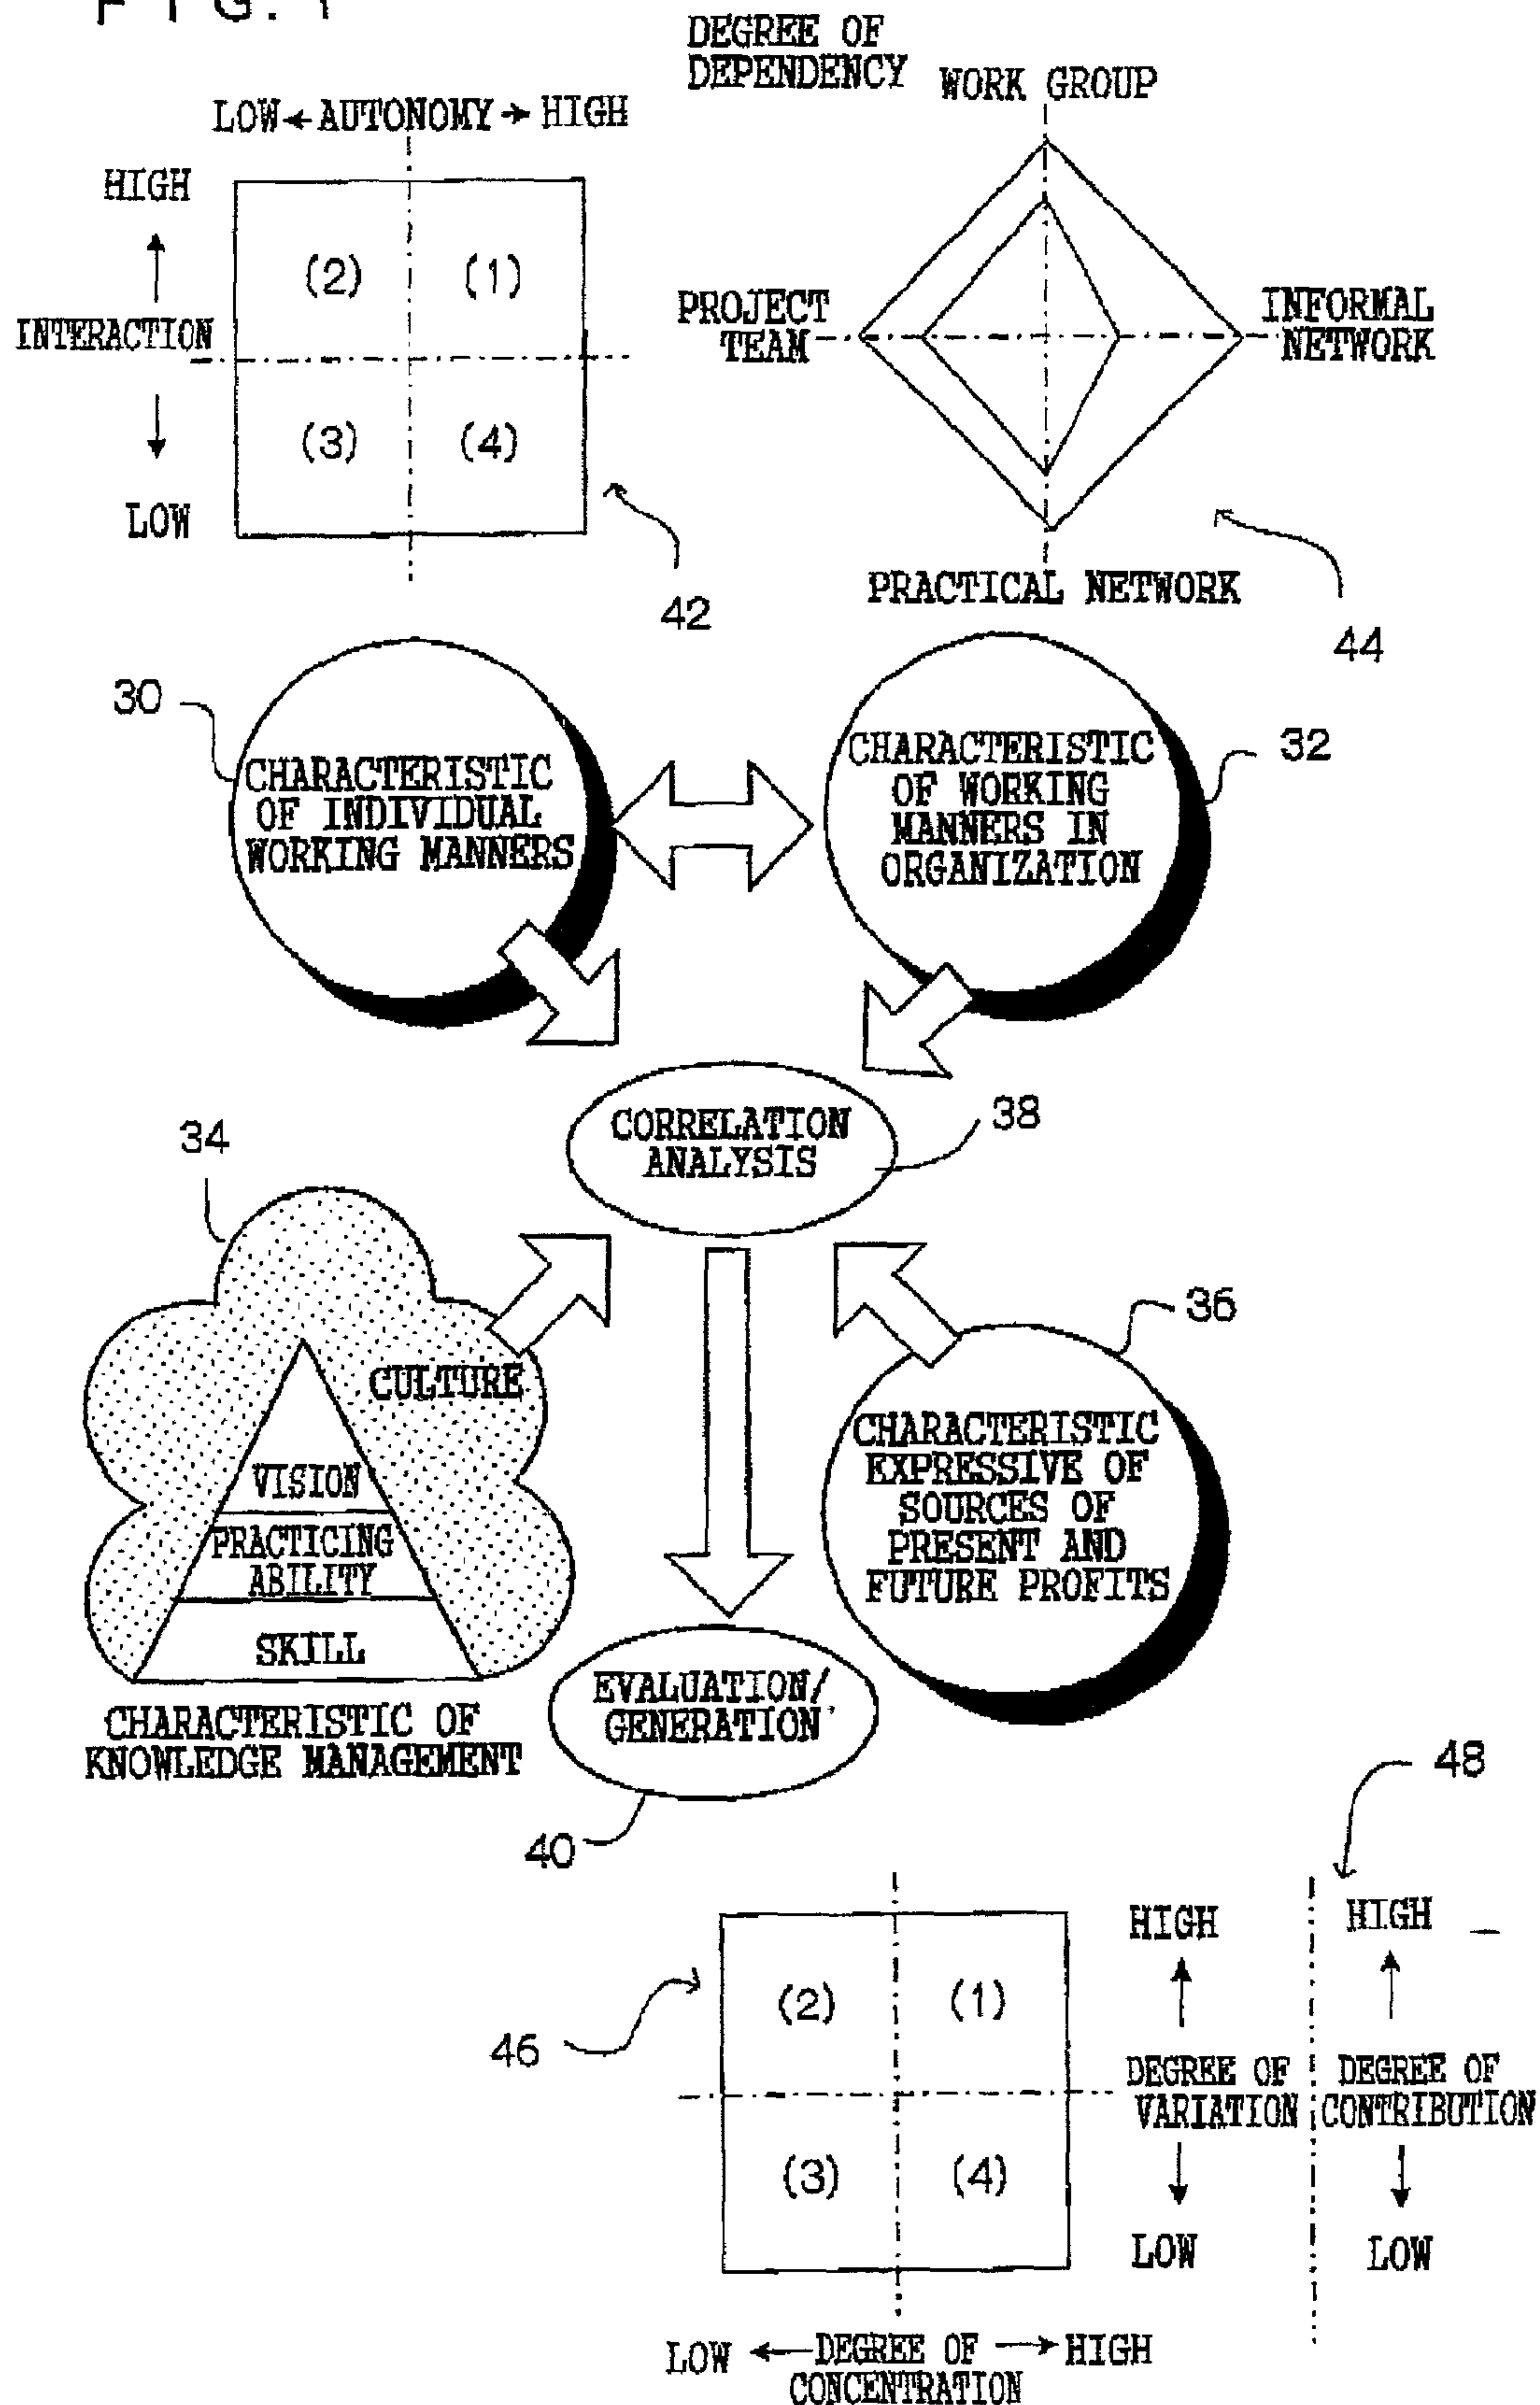 FIG. 1
DEGREE OF
DEPENDENCY
WORK GROUP
LOW ← AUTONOMY → HIGH
HIGH
INTERACTION
LOW
(2)
(1)
(3)
(4)
42
PROJECT
TEAM
INFORMAL
NETWORK
PRACTICAL NETWORK
44
30
CHARACTERISTIC
OF INDIVIDUAL
WORKING MANNERS
CHARACTERISTIC
OF WORKING
MANNERS IN
ORGANIZATION
32
CORRELATION
ANALYSIS
38
34
CULTURE
VISION
PRACTICING
ABILITY
SKILL
CHARACTERISTIC OF
KNOWLEDGE MANAGEMENT
36
CHARACTERISTIC
EXPRESSIVE OF
SOURCES OF
PRESENT AND
FUTURE PROFITS
EVALUATION/
GENERATION
40
48
46
(2)
(1)
(3)
(4)
HIGH
DEGREE OF
VARIATION
LOW
HIGH
DEGREE OF
CONTRIBUTION
LOW
LOW ← DEGREE OF → HIGH
CONCENTRATION